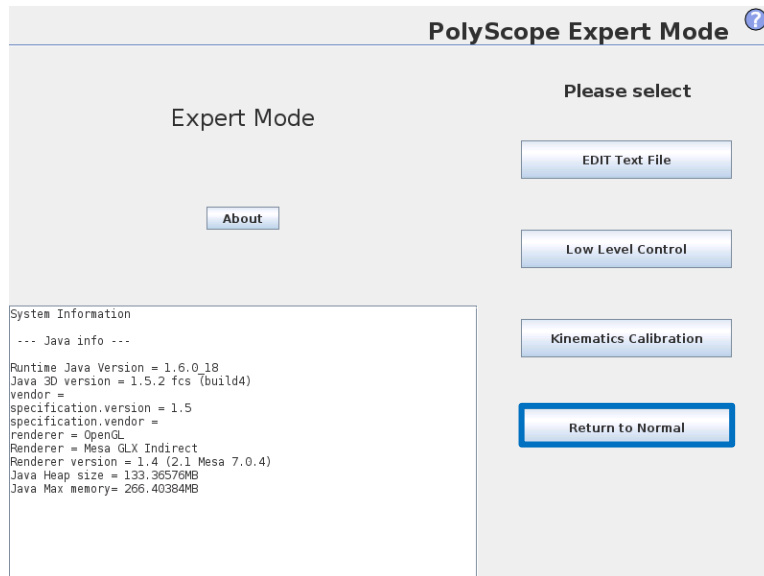 PolyScope Expert Mode
?
Expert Mode
About
Please select
EDIT Text File
Low Level Control
Kinematics Calibration
Return to Normal
System Information
--- Java info ---
Runtime Java Version = 1.6.0_18
Java 3D version = 1.5.2 fcs (build4)
vendor =
specification.version = 1.5
specification.vendor =
renderer = OpenGL
Renderer = Mesa GLX Indirect
Renderer version = 1.4 (2.1 Mesa 7.0.4)
Java Heap size = 133.36576MB
Java Max memory= 266.40384MB